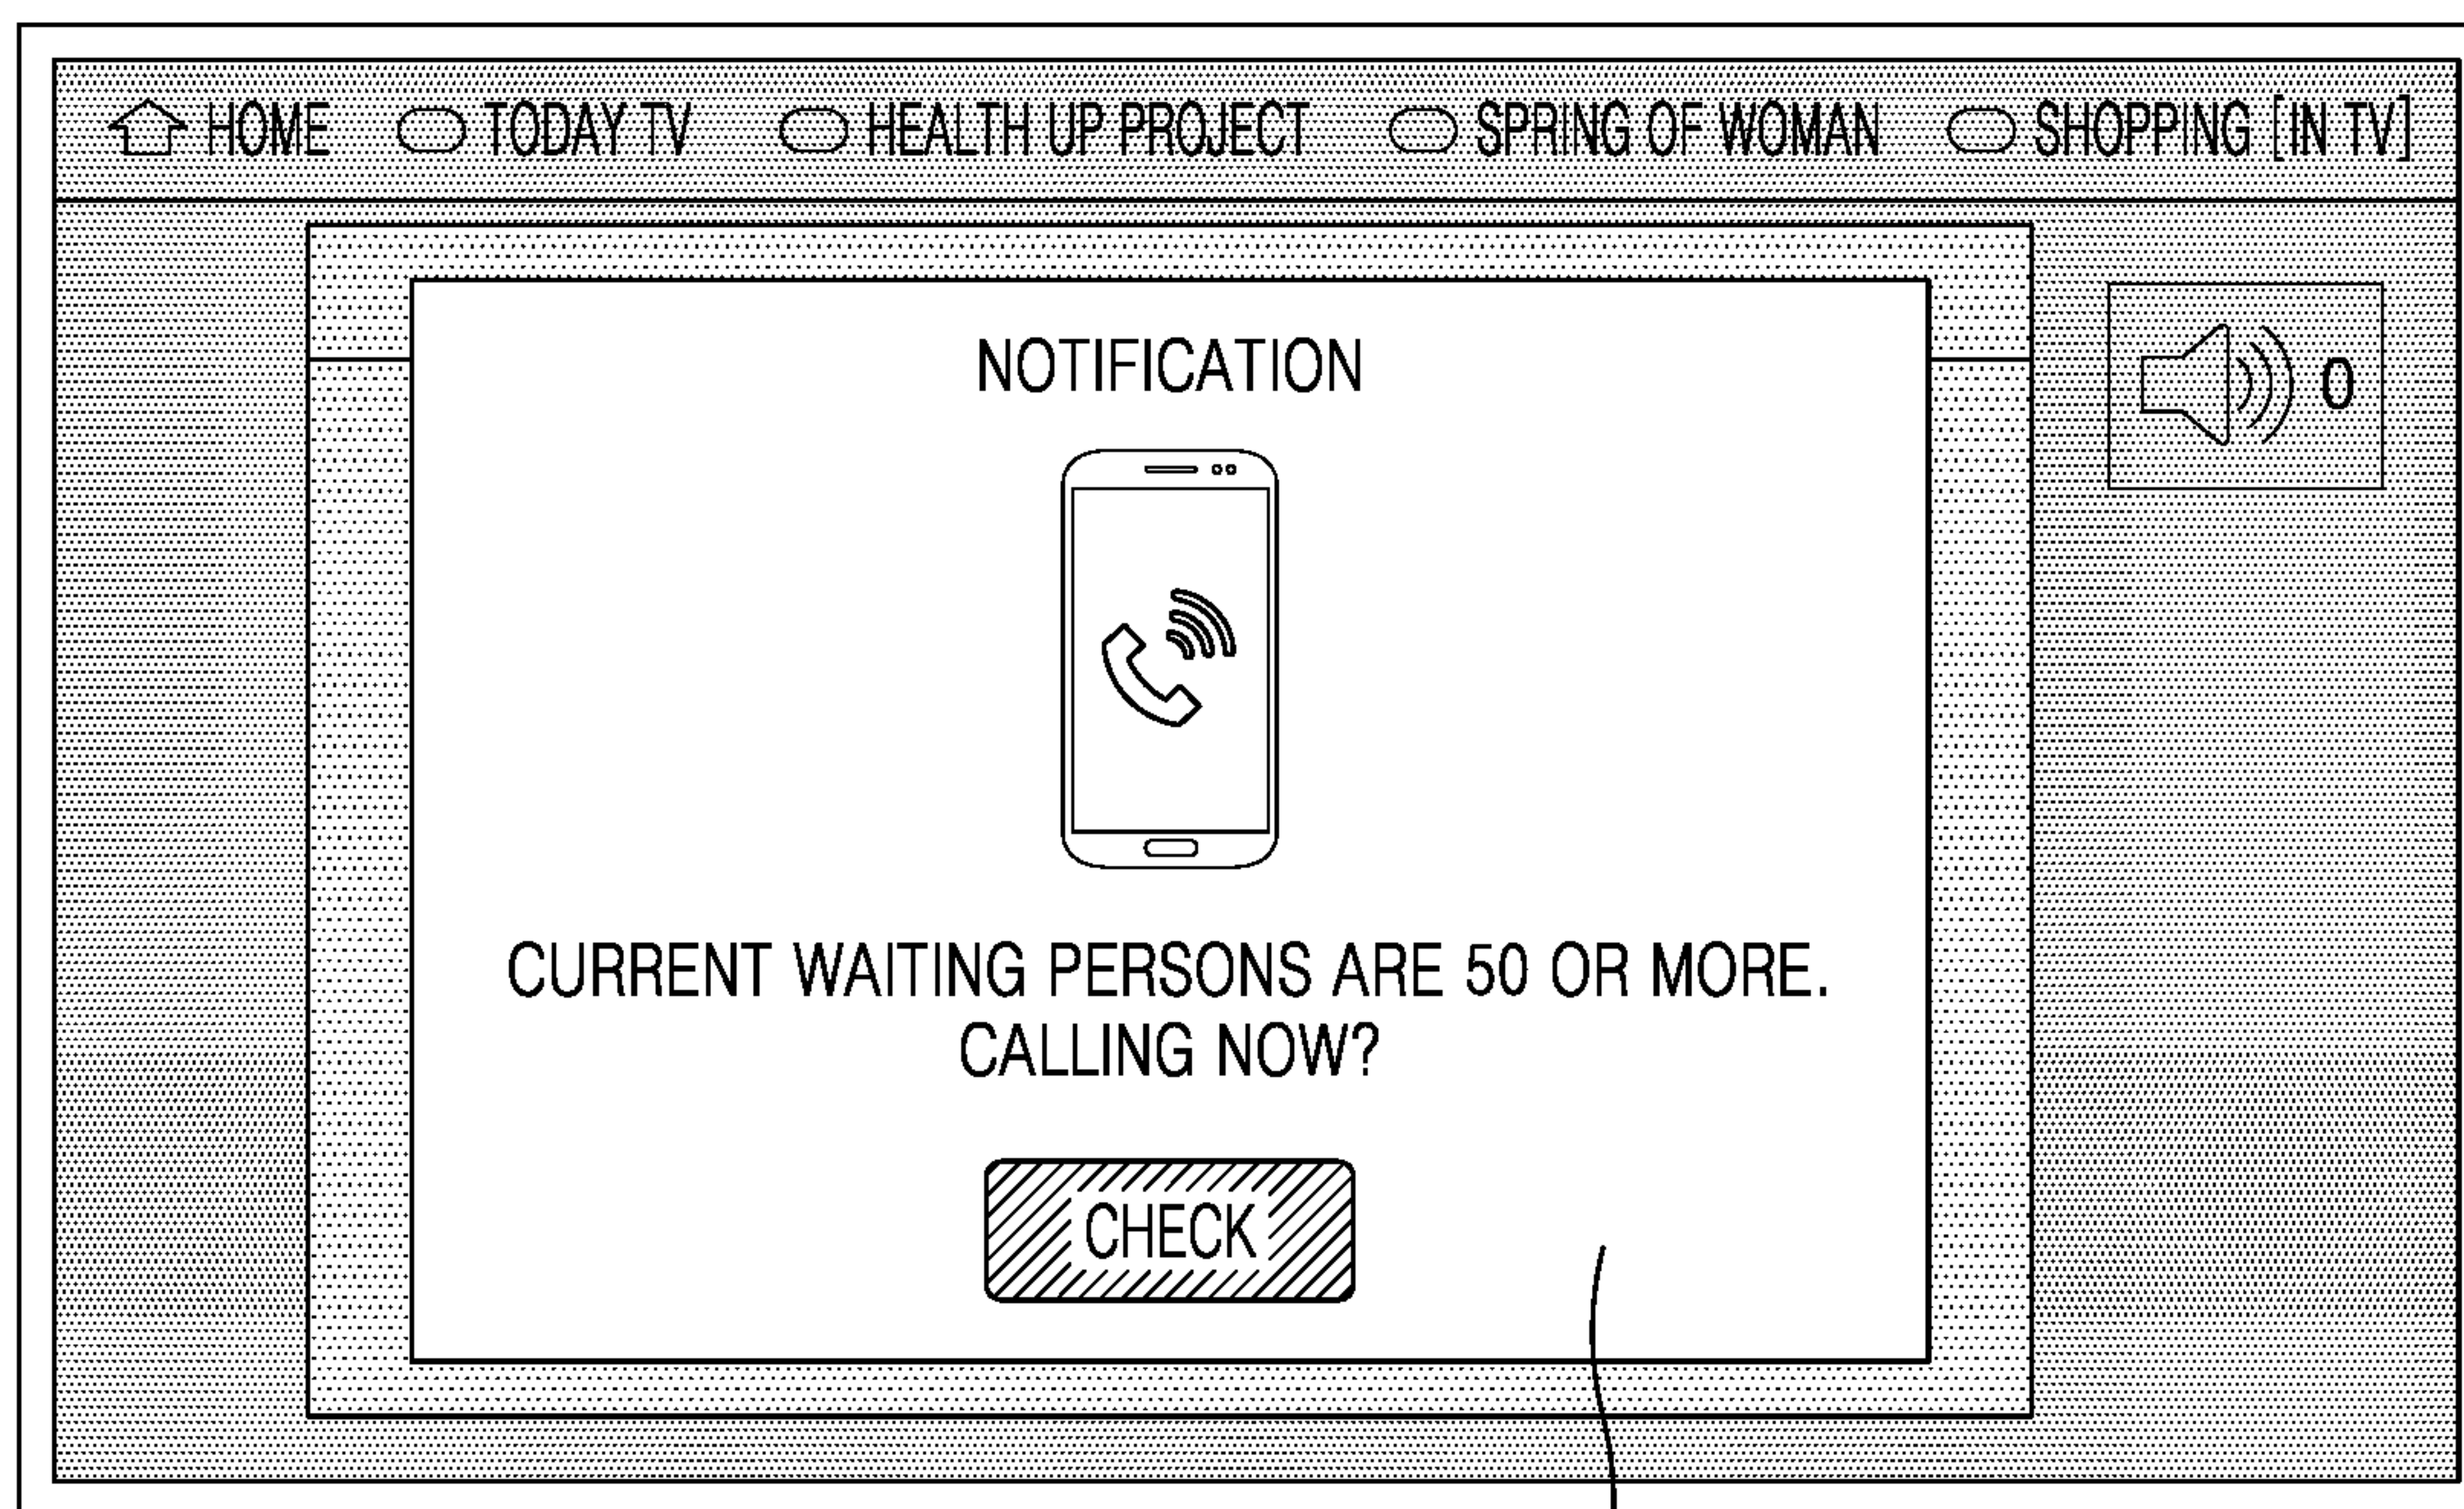 HOME TODAY TV HEALTH UP PROJECT SPRING OF WOMAN SHOPPING [IN TV]
NOTIFICATION
0
CURRENT WAITING PERSONS ARE 50 OR MORE.
CALLING NOW?
CHECK